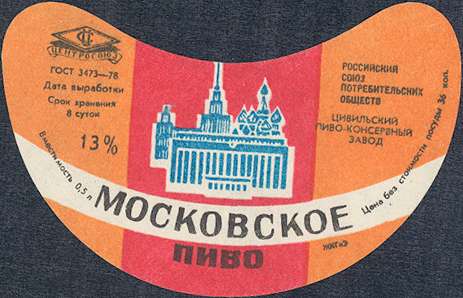 ЦЕНТРОСОЮЗ
ГОСТ 3473—78
Дата выработки
Срок хранения
8 суток
13%
Вместимость 0,5 л
РОССИЙСКИЙ
СОЮЗ
ПОТРЕБИТЕЛЬСКИХ
ОБЩЕСТВ
ЦИВИЛЬСКИЙ
ПИВО-КОНСЕРВНЫЙ
ЗАВОД
Цена без стоимости посуды 36 коп.
МОСКОВСКОЕ
ПИВО